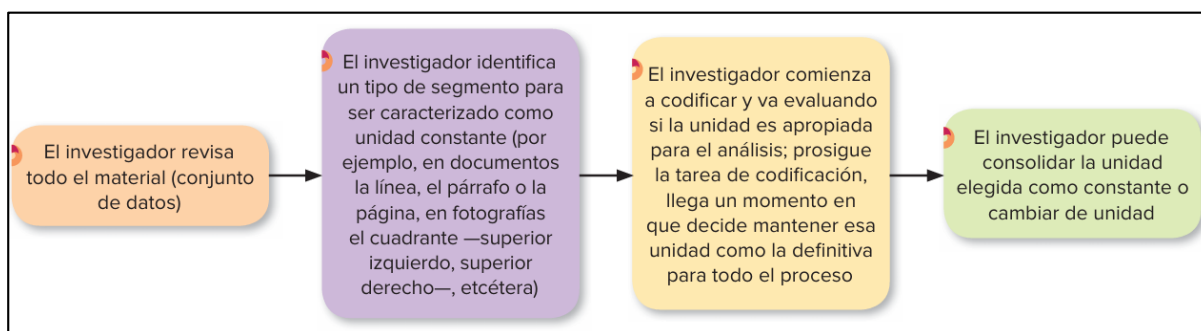 El investigador revisa
todo el material (conjunto
de datos)
El investigador identifica
un tipo de segmento para
ser caracterizado como
unidad constante (por
ejemplo, en documentos
la línea, el párrafo o la
página, en fotografías
el cuadrante —superior
izquierdo, superior
derecho—, etcétera)
El investigador comienza
a codificar y va evaluando
si la unidad es apropiada
para el análisis; prosigue
la tarea de codificación,
llega un momento en
que decide mantener esa
unidad como la definitiva
para todo el proceso
El investigador puede
consolidar la unidad
elegida como constante o
cambiar de unidad